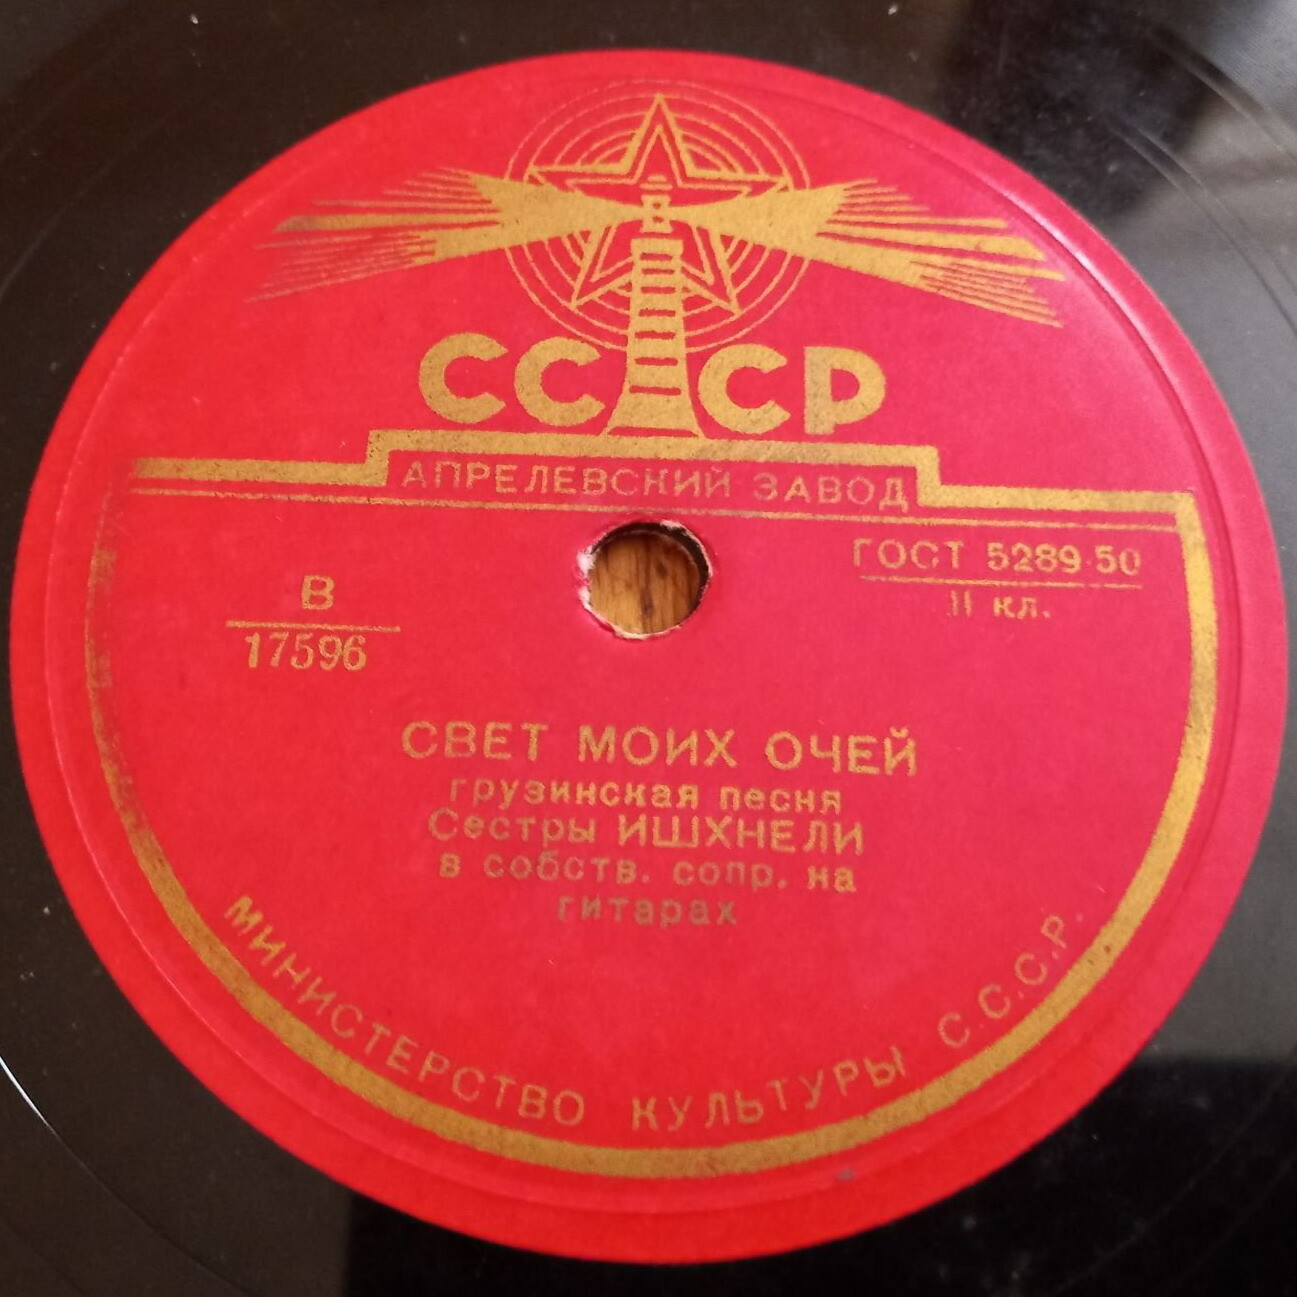 СССР
АПРЕЛЕВСКИЙ ЗАВОД
ГОСТ 5289-50
II кл.
В
17596
СВЕТ МОИХ ОЧЕЙ
грузинская песня
Сестры ИШХНЕЛИ
в собств. сопр. на
гитарах
МИНИСТЕРСТВО КУЛЬТУРЫ С.С.С.Р.